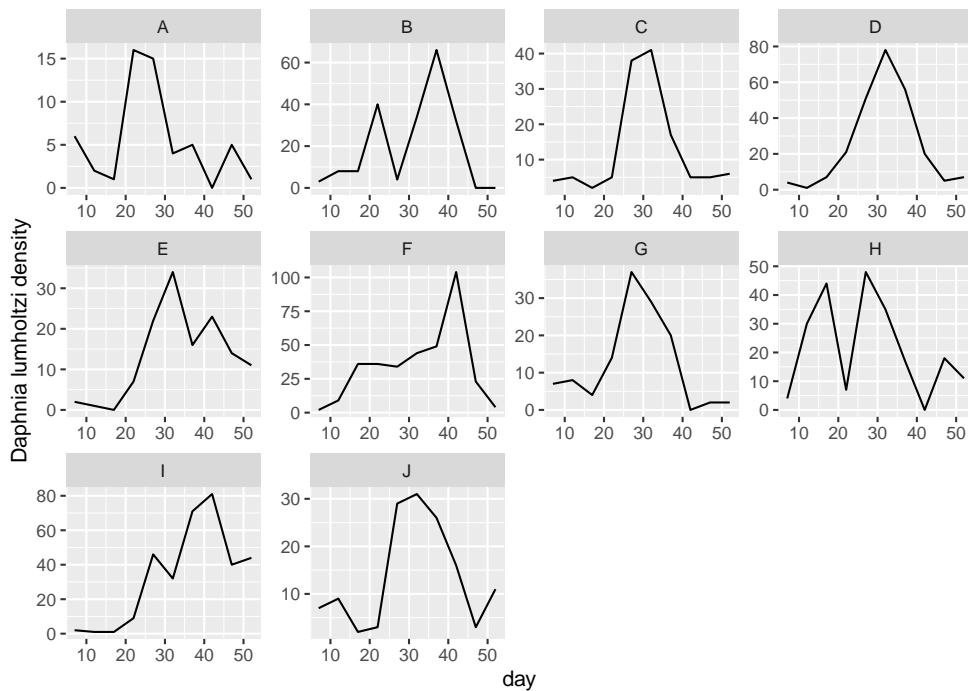 A B C D
15 10 5 0
60 40 20 0
40 30 20 10
80 60 40 20 0
10 20 30 40 50 10 20 30 40 50 10 20 30 40 50 10 20 30 40 50
Daphnia lumholtzi density
E F G H
30 20 10 0
100 75 50 25 0
30 20 10 0
50 40 30 20 10 0
10 20 30 40 50 10 20 30 40 50 10 20 30 40 50 10 20 30 40 50
I J
80 60 40 20 0
30 20 10
10 20 30 40 50 10 20 30 40 50
day